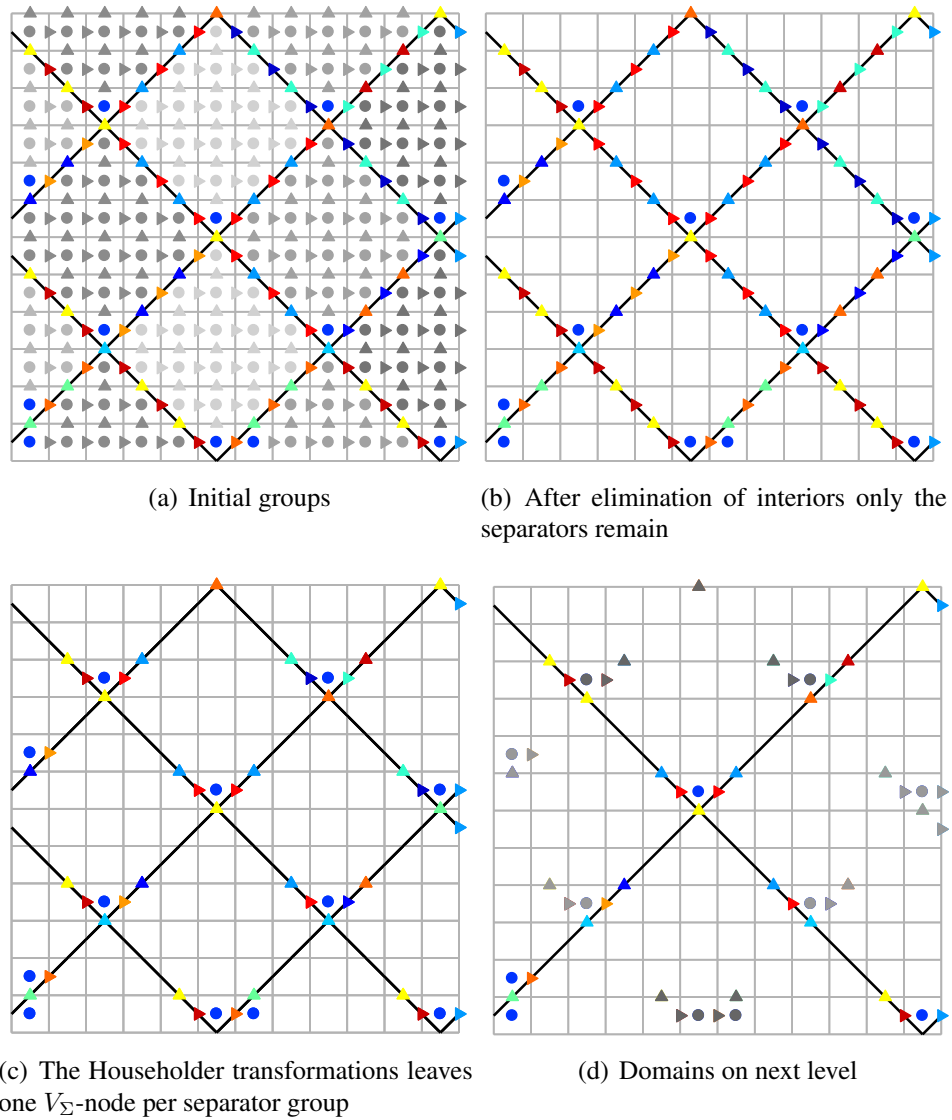 (a) Initial groups
(b) After elimination of interiors only the
separators remain
(c) The Householder transformations leaves
one V_Σ-node per separator group
(d) Domains on next level